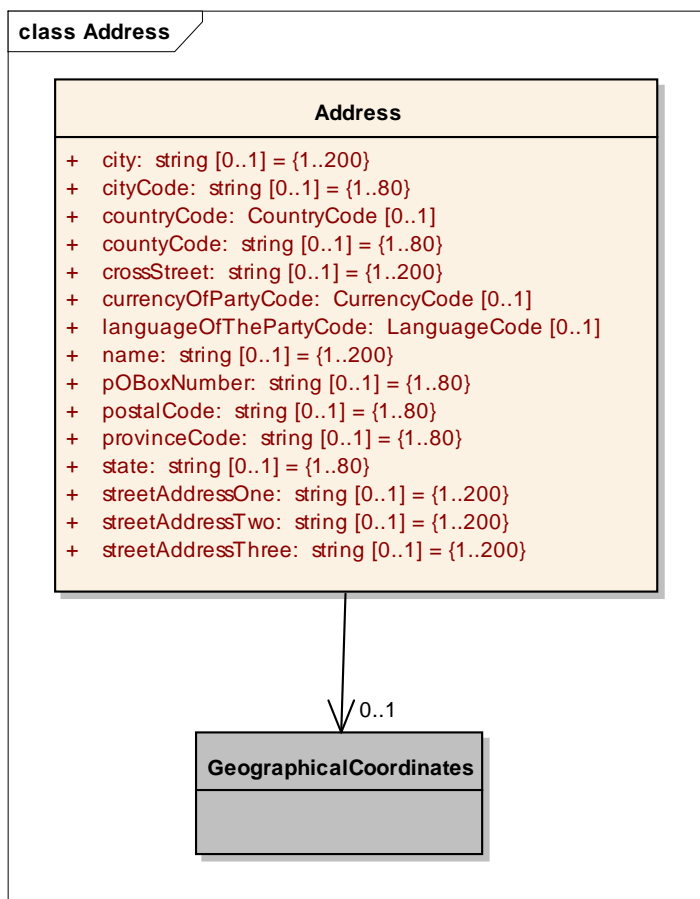 class Address
Address
+ city: string [0..1] = {1..200}
+ cityCode: string [0..1] = {1..80}
+ countryCode: CountryCode [0..1]
+ countyCode: string [0..1] = {1..80}
+ crossStreet: string [0..1] = {1..200}
+ currencyOfPartyCode: CurrencyCode [0..1]
+ languageOfThePartyCode: LanguageCode [0..1]
+ name: string [0..1] = {1..200}
+ pOBoxNumber: string [0..1] = {1..80}
+ postalCode: string [0..1] = {1..80}
+ provinceCode: string [0..1] = {1..80}
+ state: string [0..1] = {1..80}
+ streetAddressOne: string [0..1] = {1..200}
+ streetAddressTwo: string [0..1] = {1..200}
+ streetAddressThree: string [0..1] = {1..200}
0..1
GeographicalCoordinates